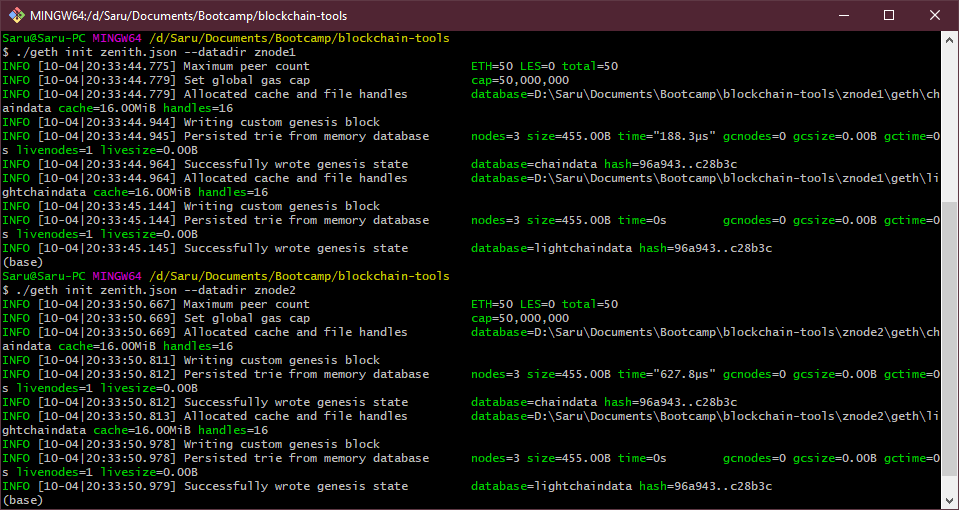 MINGW64:/d/Saru/Documents/Bootcamp/blockchain-tools
Saru@Saru-PC MINGW64 /d/Saru/Documents/Bootcamp/blockchain-tools
$ ./geth init zenith.json --datadir znode1
INFO [10-04|20:33:44.775] Maximum peer count                       ETH=50 LES=0 total=50
INFO [10-04|20:33:44.779] Set global gas cap                       cap=50,000,000
INFO [10-04|20:33:44.779] Allocated cache and file handles         database=D:\Saru\Documents\Bootcamp\blockchain-tools\znode1\geth\ch
aindata cache=16.00MiB handles=16
INFO [10-04|20:33:44.944] Writing custom genesis block
INFO [10-04|20:33:44.945] Persisted trie from memory database      nodes=3 size=455.00B time="188.3µs" gcnodes=0 gcsize=0.00B gctime=0
s livenodes=1 livesize=0.00B
INFO [10-04|20:33:44.964] Successfully wrote genesis state         database=chaindata hash=96a943..c28b3c
INFO [10-04|20:33:44.964] Allocated cache and file handles         database=D:\Saru\Documents\Bootcamp\blockchain-tools\znode1\geth\li
ghtchaindata cache=16.00MiB handles=16
INFO [10-04|20:33:45.144] Writing custom genesis block
INFO [10-04|20:33:45.144] Persisted trie from memory database      nodes=3 size=455.00B time=0s        gcnodes=0 gcsize=0.00B gctime=0
s livenodes=1 livesize=0.00B
INFO [10-04|20:33:45.145] Successfully wrote genesis state         database=lightchaindata hash=96a943..c28b3c
(base)
Saru@Saru-PC MINGW64 /d/Saru/Documents/Bootcamp/blockchain-tools
$ ./geth init zenith.json --datadir znode2
INFO [10-04|20:33:50.667] Maximum peer count                       ETH=50 LES=0 total=50
INFO [10-04|20:33:50.669] Set global gas cap                       cap=50,000,000
INFO [10-04|20:33:50.669] Allocated cache and file handles         database=D:\Saru\Documents\Bootcamp\blockchain-tools\znode2\geth\ch
aindata cache=16.00MiB handles=16
INFO [10-04|20:33:50.811] Writing custom genesis block
INFO [10-04|20:33:50.812] Persisted trie from memory database      nodes=3 size=455.00B time="627.8µs" gcnodes=0 gcsize=0.00B gctime=0
s livenodes=1 livesize=0.00B
INFO [10-04|20:33:50.812] Successfully wrote genesis state         database=chaindata hash=96a943..c28b3c
INFO [10-04|20:33:50.813] Allocated cache and file handles         database=D:\Saru\Documents\Bootcamp\blockchain-tools\znode2\geth\li
ghtchaindata cache=16.00MiB handles=16
INFO [10-04|20:33:50.978] Writing custom genesis block
INFO [10-04|20:33:50.978] Persisted trie from memory database      nodes=3 size=455.00B time=0s        gcnodes=0 gcsize=0.00B gctime=0
s livenodes=1 livesize=0.00B
INFO [10-04|20:33:50.979] Successfully wrote genesis state         database=lightchaindata hash=96a943..c28b3c
(base)